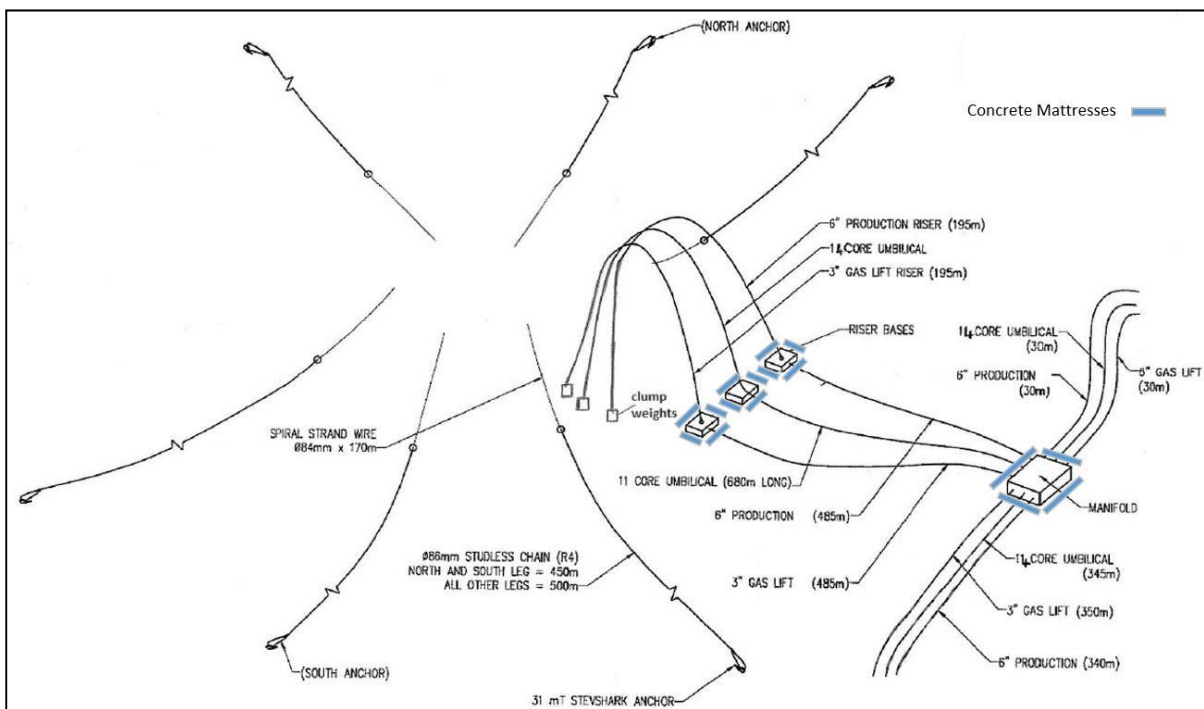 (NORTH ANCHOR)
Concrete Mattresses
6" PRODUCTION RISER (195m)
14 CORE UMBILICAL
3" GAS LIFT RISER (195m)
RISER BASES
14 CORE UMBILICAL
(30m)
6" PRODUCTION
(30m)
6" GAS LIFT
(30m)
clump
weights
SPIRAL STRAND WIRE
Ø84mm x 170m
11 CORE UMBILICAL (680m LONG)
6" PRODUCTION (485m)
MANIFOLD
Ø86mm STUDLESS CHAIN (R4)
NORTH AND SOUTH LEG = 450m
ALL OTHER LEGS = 500m
3" GAS LIFT (485m)
14 CORE UMBILICAL
(345m)
3" GAS LIFT (350m)
6" PRODUCTION (340m)
(SOUTH ANCHOR)
31 mT STEVSHARK ANCHOR